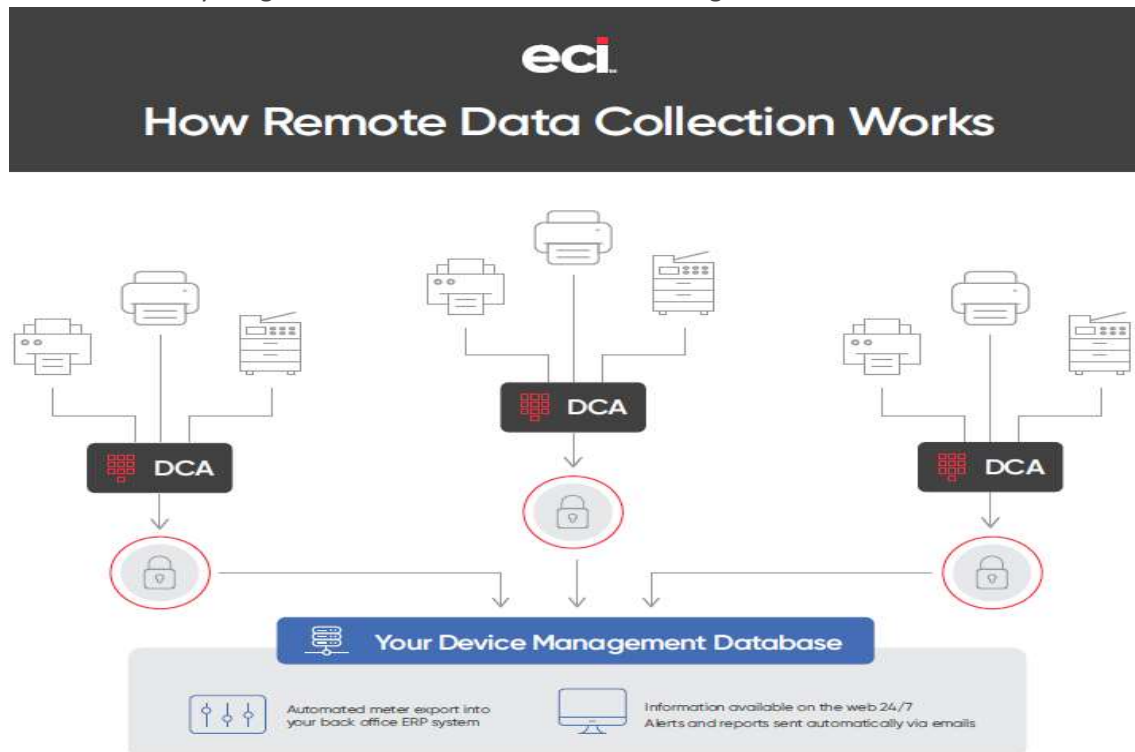 eci
How Remote Data Collection Works
DCA
DCA
DCA
Your Device Management Database
Automated meter export into
your back office ERP system
Information available on the web 24/7
Alerts and reports sent automatically via emails